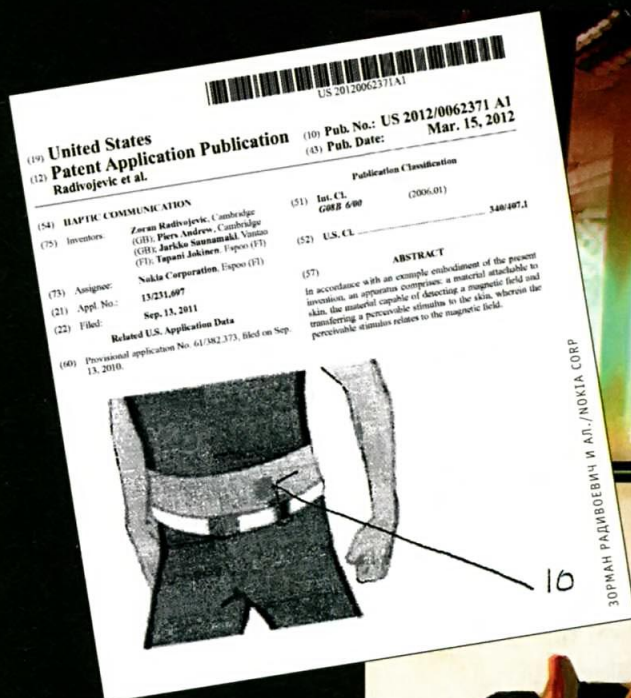 US 20120062371A1
(19) United States
(12) Patent Application Publication
Radivojevic et al.
(10) Pub. No.: US 2012/0062371 A1
(43) Pub. Date: Mar. 15, 2012
(54) HAPTIC COMMUNICATION
(75) Inventors: Zoran Radivojevic, Cambridge
(GB); Piers Andrew, Cambridge
(GB); Jarkko Saunamaki, Vantaa
(FI); Tapani Jokinen, Espoo (FI)
(73) Assignee: Nokia Corporation, Espoo (FI)
(21) Appl. No.: 13/231,607
(22) Filed: Sep. 13, 2011
Related U.S. Application Data
(60) Provisional application No. 61/382,373, filed on Sep.
13, 2010.
Publication Classification
(51) Int. Cl.
G08B 6/00 (2006.01)
(52) U.S. Cl. 340/407.1
(57) ABSTRACT
In accordance with an example embodiment of the present
invention, an apparatus comprises: a material attachable to
skin, the material capable of detecting a magnetic field and
transferring a perceivable stimulus to the skin, wherein the
perceivable stimulus relates to the magnetic field.
10
ЗОРМАН РАДИВОЕВИЧ И АЛ./NOKIA CORP